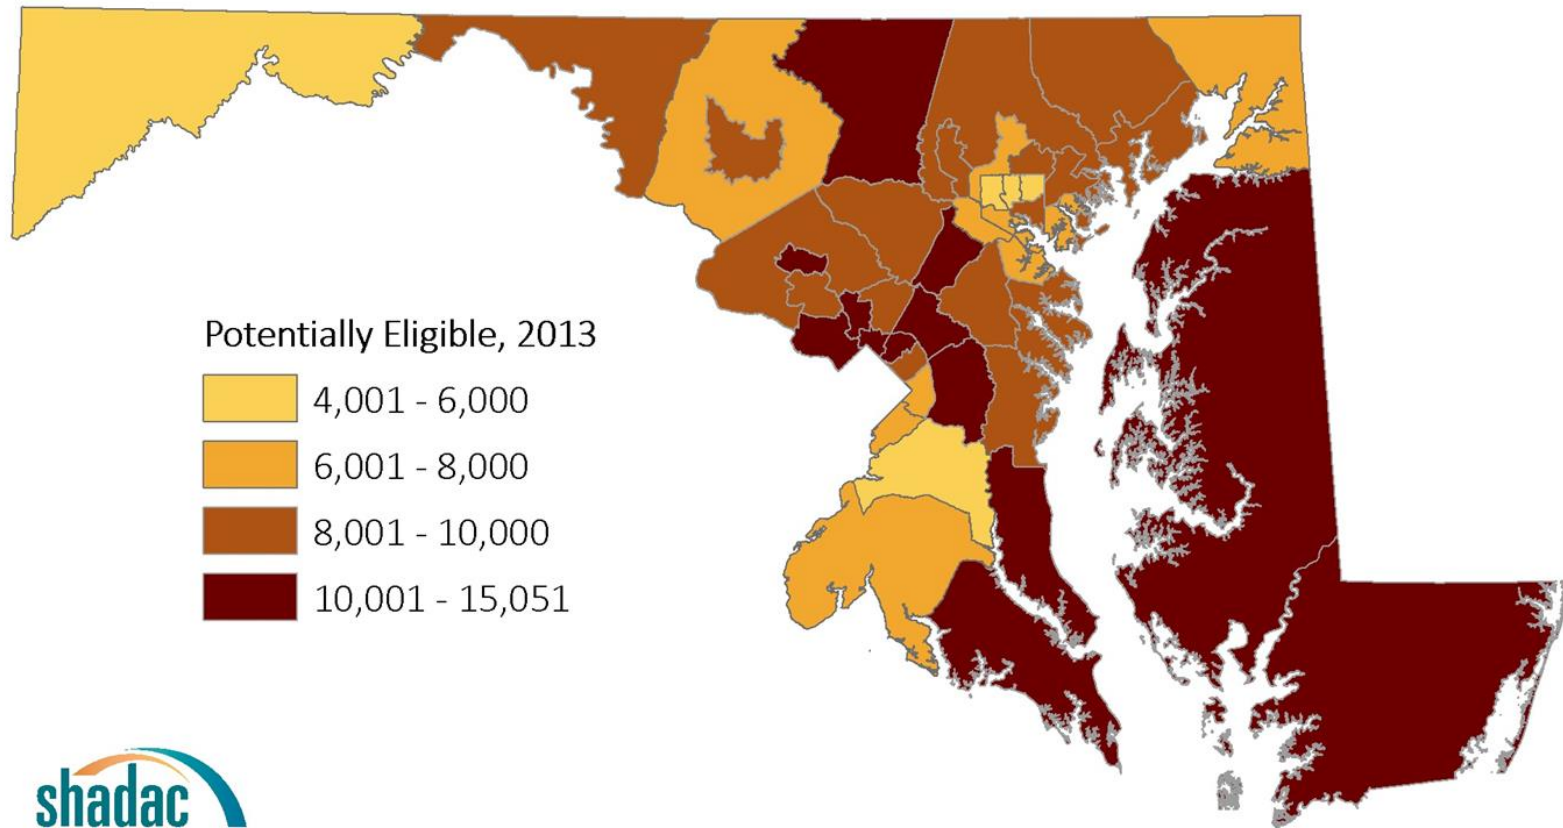 Potentially Eligible, 2013
4,001 - 6,000
6,001 - 8,000
8,001 - 10,000
10,001 - 15,051
shadac